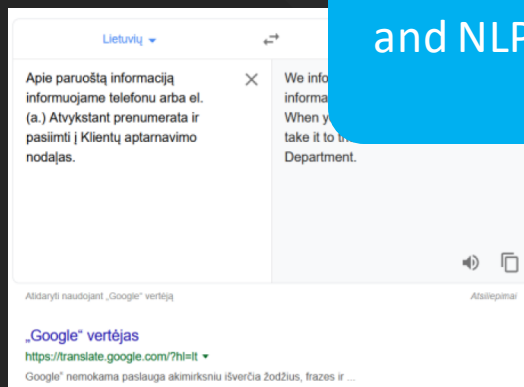 Lietuvių
and NLP
Apie paruoštą informaciją
informuojame telefonu arba el.
(a.) Atvykstant prenumerata ir
pasiimti į Klientų aptarnavimo
nodaļas.
We info
informa
When y
take it to
Department.
Atidaryti naudojant „Google“ vertėją
Atsiliepimai
„Google“ vertėjas
https://translate.google.com/?hl=lt
Google” nemokama paslauga akimirksniu išverčia žodžius, frazes ir ...